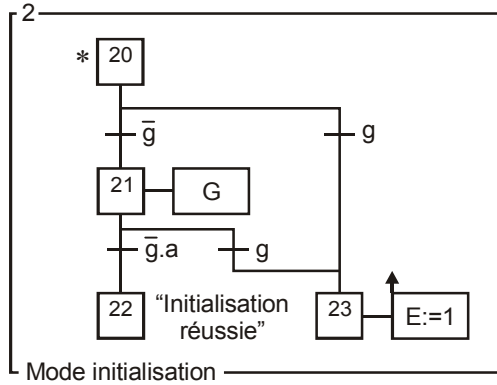 2
* 20
g̅ g
21 G
g̅.a g
22 “Initialisation
réussie” 23 E:=1
Mode initialisation